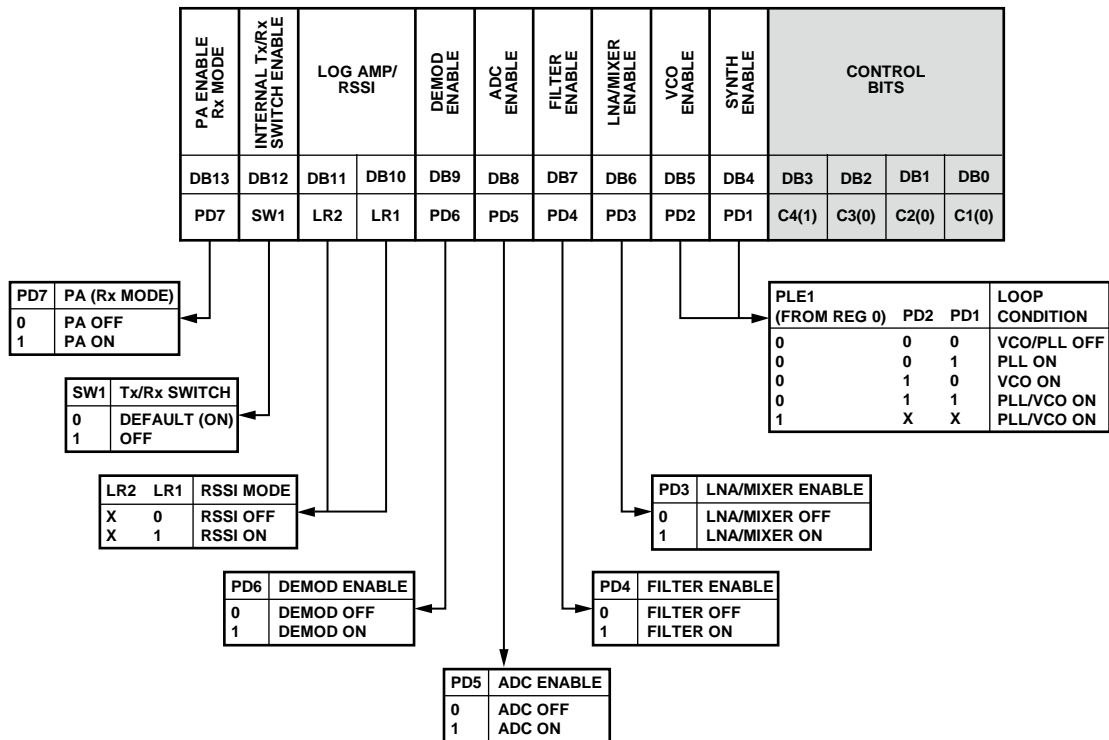 PA ENABLE
Rx MODE
INTERNAL Tx/Rx
SWITCH ENABLE
LOG AMP/
RSSI
DEMOD
ENABLE
ADC
ENABLE
FILTER
ENABLE
LNA/MIXER
ENABLE
VCO
ENABLE
SYNTH
ENABLE
CONTROL
BITS
DB13 DB12 DB11 DB10 DB9 DB8 DB7 DB6 DB5 DB4 DB3 DB2 DB1 DB0
PD7 SW1 LR2 LR1 PD6 PD5 PD4 PD3 PD2 PD1 C4(1) C3(0) C2(0) C1(0)
PD7 PA (Rx MODE)
0 PA OFF
1 PA ON
PLE1
(FROM REG 0) PD2 PD1 LOOP
CONDITION
0 0 0 VCO/PLL OFF
0 0 1 PLL ON
0 1 0 VCO ON
0 1 1 PLL/VCO ON
1 X X PLL/VCO ON
SW1 Tx/Rx SWITCH
0 DEFAULT (ON)
1 OFF
LR2 LR1 RSSI MODE
X 0 RSSI OFF
X 1 RSSI ON
PD3 LNA/MIXER ENABLE
0 LNA/MIXER OFF
1 LNA/MIXER ON
PD6 DEMOD ENABLE
0 DEMOD OFF
1 DEMOD ON
PD4 FILTER ENABLE
0 FILTER OFF
1 FILTER ON
PD5 ADC ENABLE
0 ADC OFF
1 ADC ON